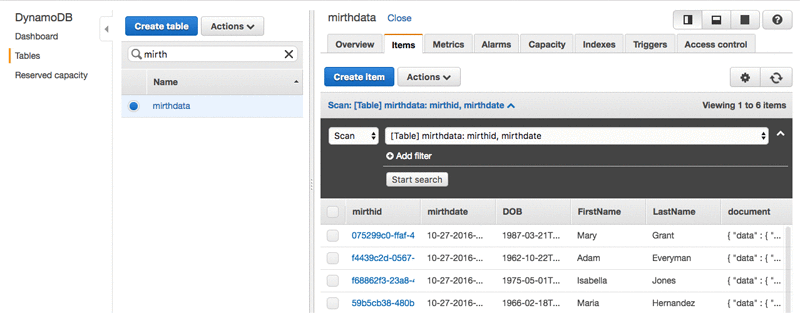 DynamoDB
Dashboard
Tables
Reserved capacity
Create table
Actions
mirth
Name
mirthdata
mirthdata Close
Overview Items Metrics Alarms Capacity Indexes Triggers Access control
Create item Actions
Scan: [Table] mirthdata: mirthid, mirthdate Viewing 1 to 6 items
Scan [Table] mirthdata: mirthid, mirthdate
Add filter
Start search
mirthid mirthdate DOB FirstName LastName document
075299c0-ffaf-4 10-27-2016-... 1987-03-21T... Mary Grant { "data" : { "...
f4439c2d-0567- 10-27-2016-... 1962-10-22T... Adam Everyman { "data" : { "...
f68862f3-23a8-4 10-27-2016-... 1975-05-01T... Isabella Jones { "data" : { "...
59b5cb38-480b 10-27-2016-... 1966-02-18T... Maria Hernandez { "data" : { "...